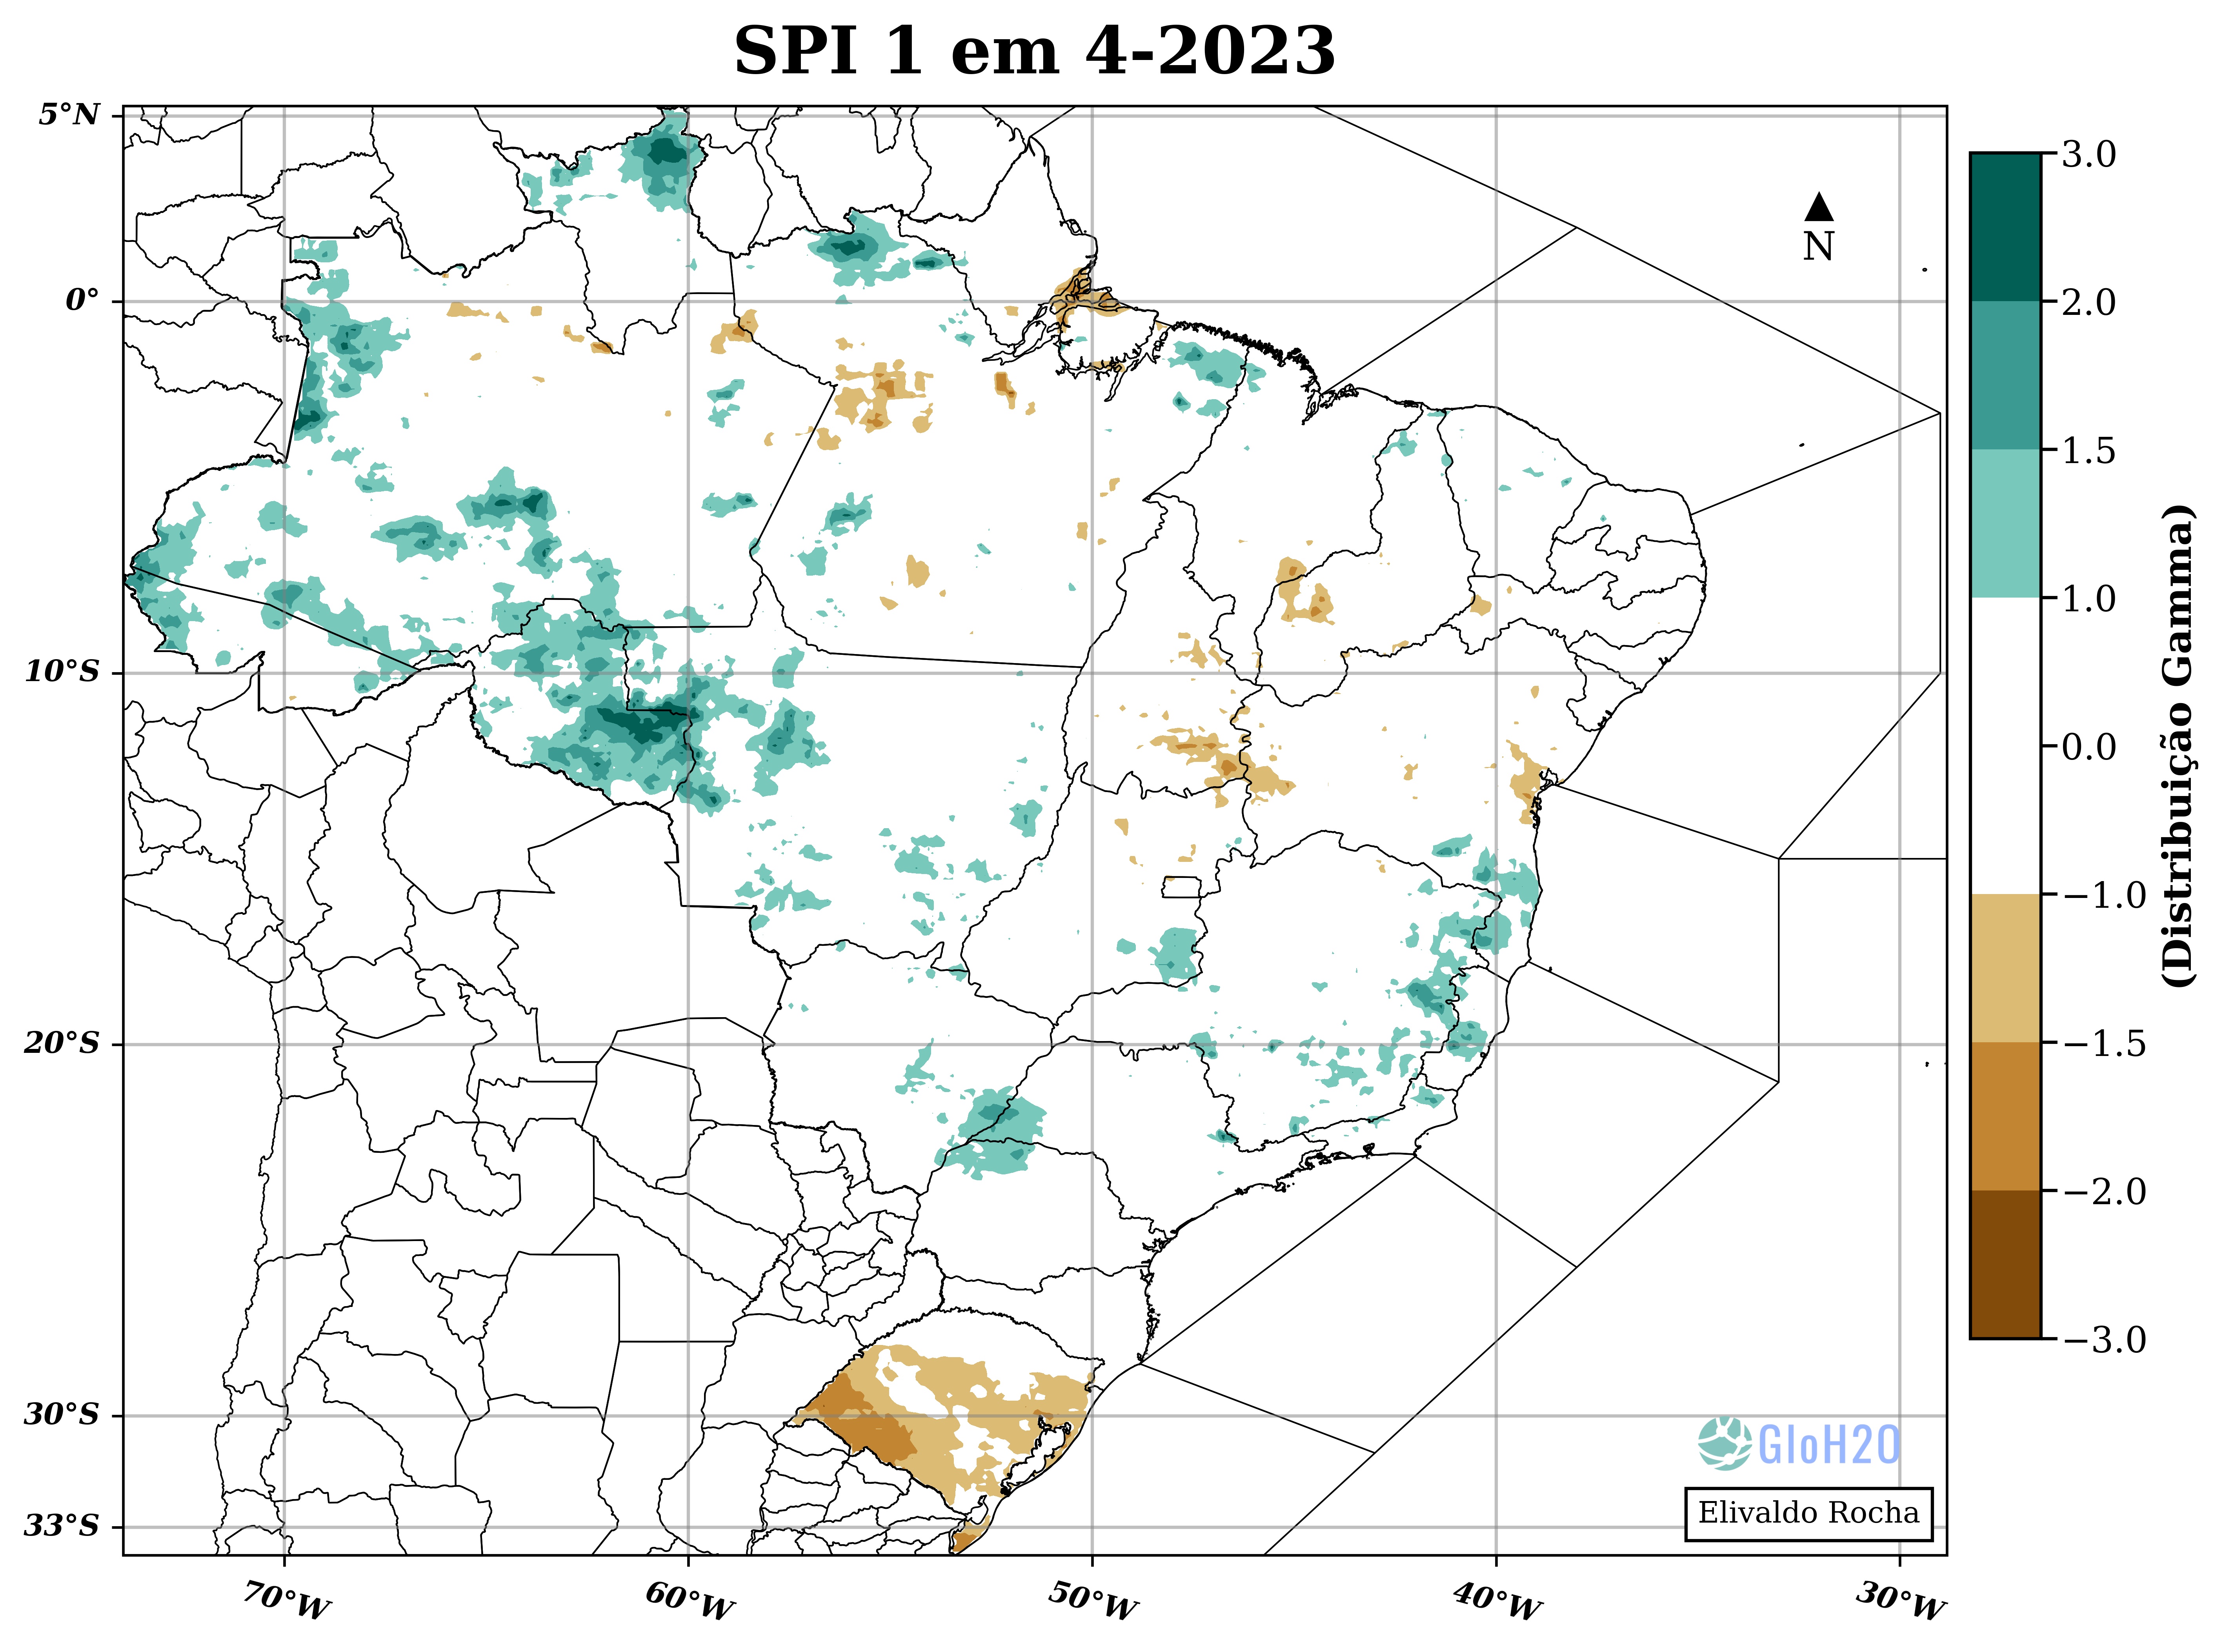 SPI 1 em 4-2023
5°N
0°
10°S
20°S
30°S
33°S
70°W
60°W
50°W
40°W
30°W
N
3.0
2.0
1.5
1.0
0.0
−1.0
−1.5
−2.0
−3.0
(Distribuição Gamma)
GloH2O
Elivaldo Rocha